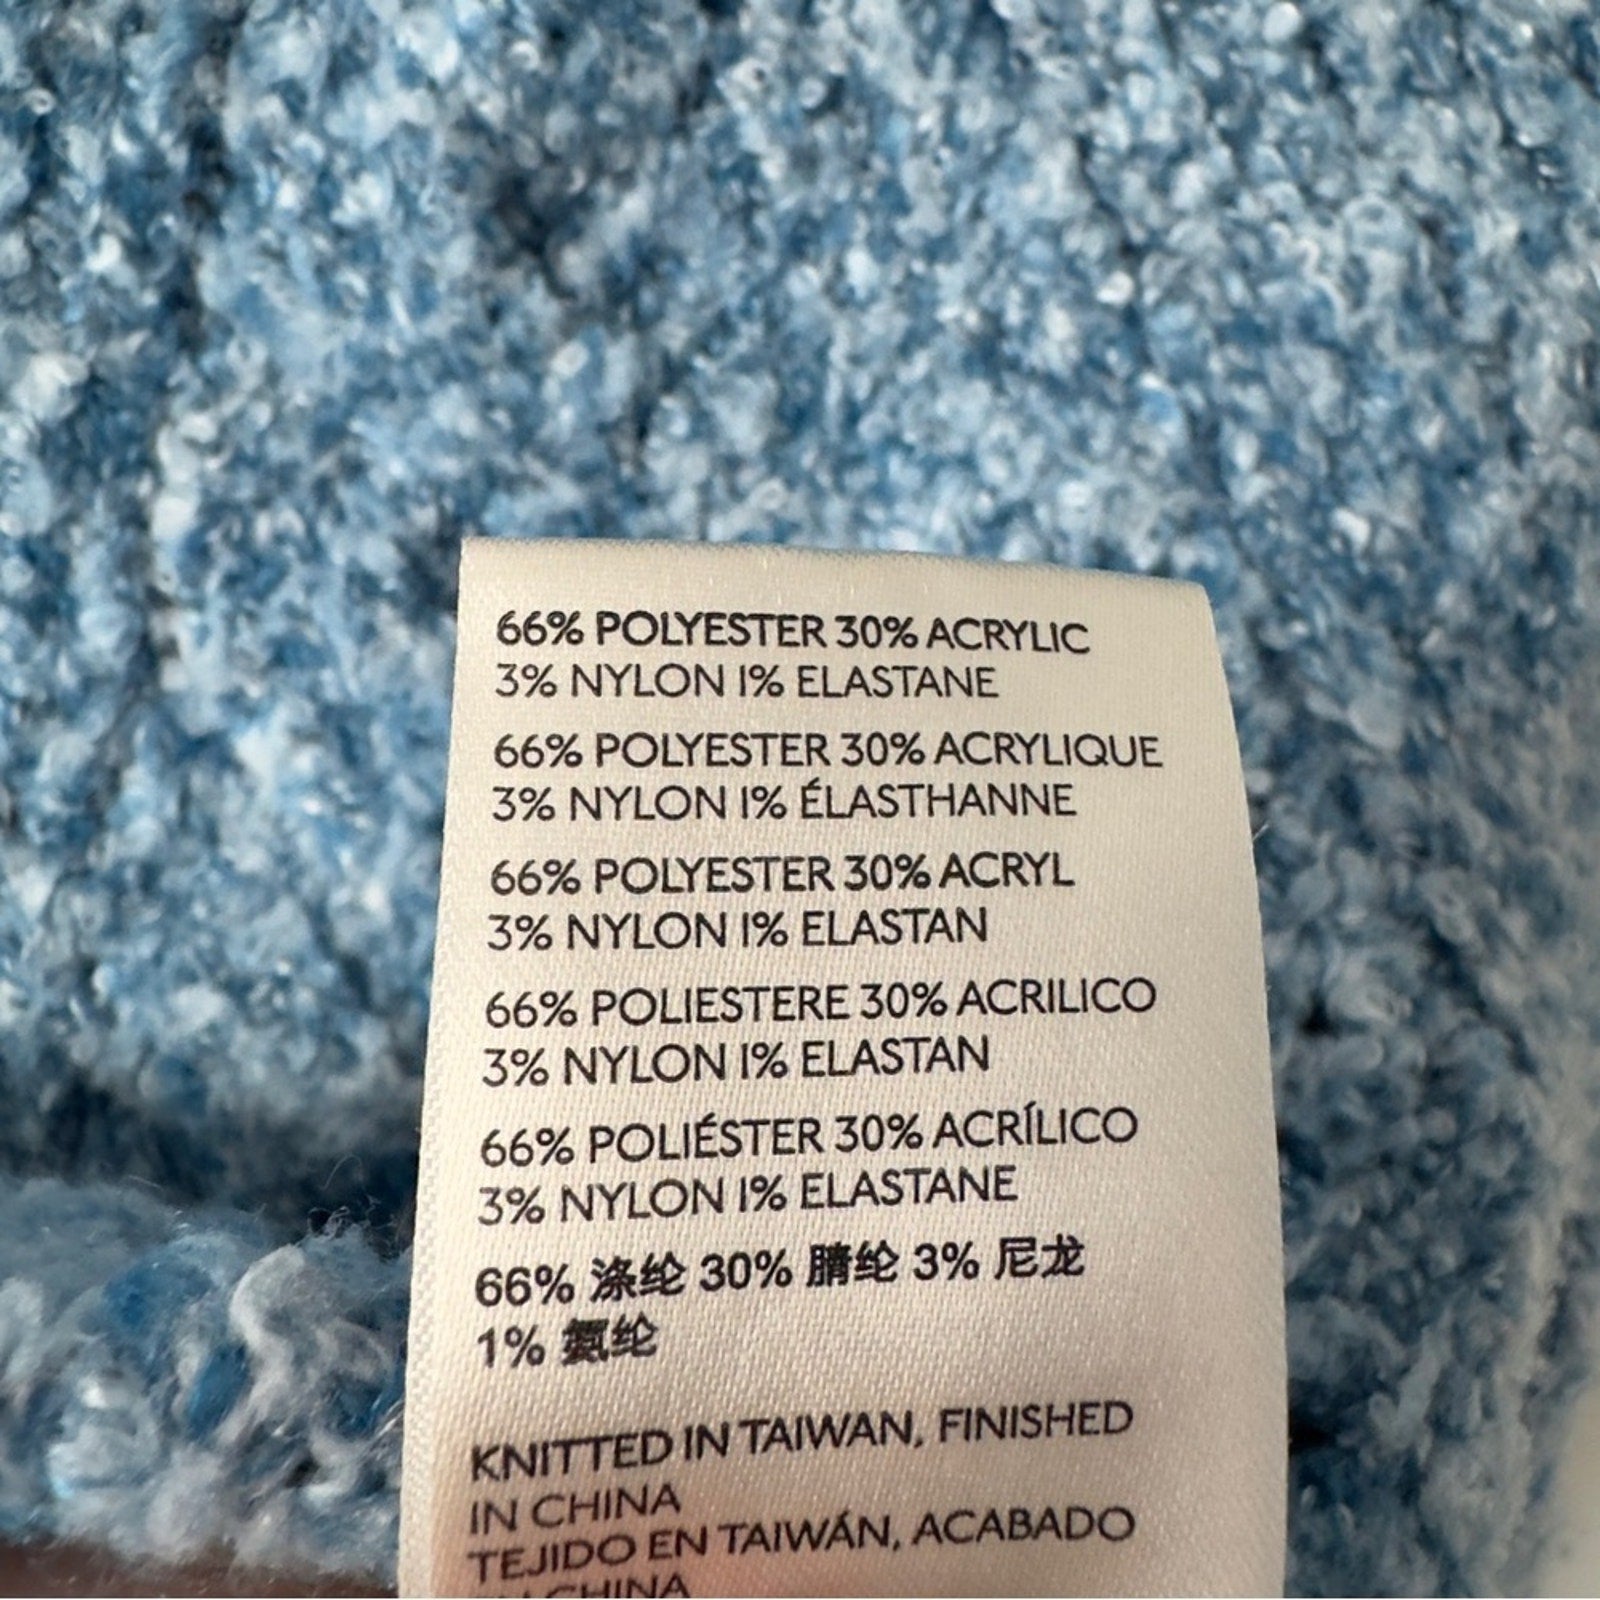 66% POLYESTER 30% ACRYLIC
3% NYLON 1% ELASTANE
66% POLYESTER 30% ACRYLIQUE
3% NYLON 1% ÉLASTHANNE
66% POLYESTER 30% ACRYL
3% NYLON 1% ELASTAN
66% POLIESTERE 30% ACRILICO
3% NYLON 1% ELASTAN
66% POLIÉSTER 30% ACRÍLICO
3% NYLON 1% ELASTANE
66% 涤纶 30% 腈纶 3% 尼龙
1% 氨纶
KNITTED IN TAIWAN, FINISHED
IN CHINA
TEJIDO EN TAIWÁN, ACABADO
EN CHINA